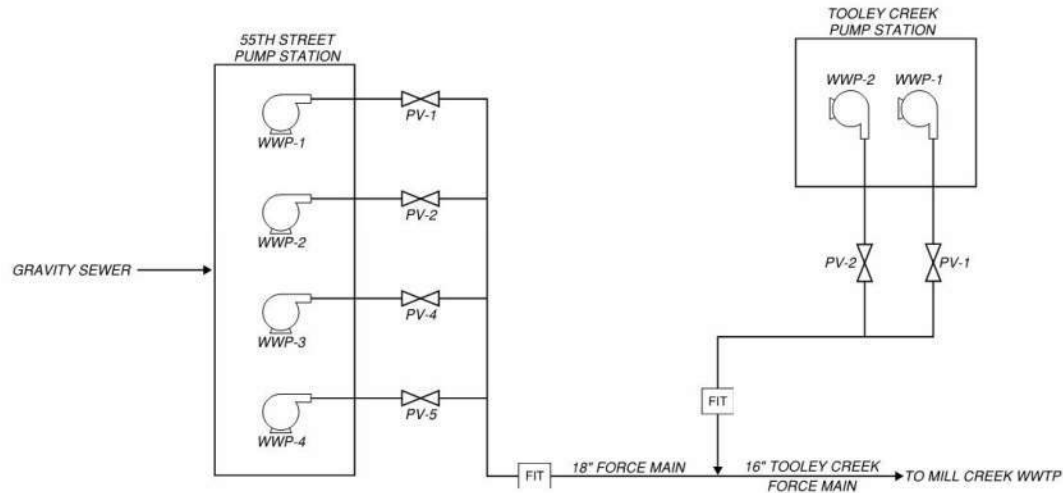 55TH STREET
PUMP STATION
TOOLEY CREEK
PUMP STATION
WWP-2 WWP-1
PV-1
WWP-1
PV-2
WWP-2
GRAVITY SEWER
PV-2 PV-1
PV-4
WWP-3
FIT
PV-5
WWP-4
FIT
18" FORCE MAIN
16" TOOLEY CREEK
FORCE MAIN
TO MILL CREEK WWTP